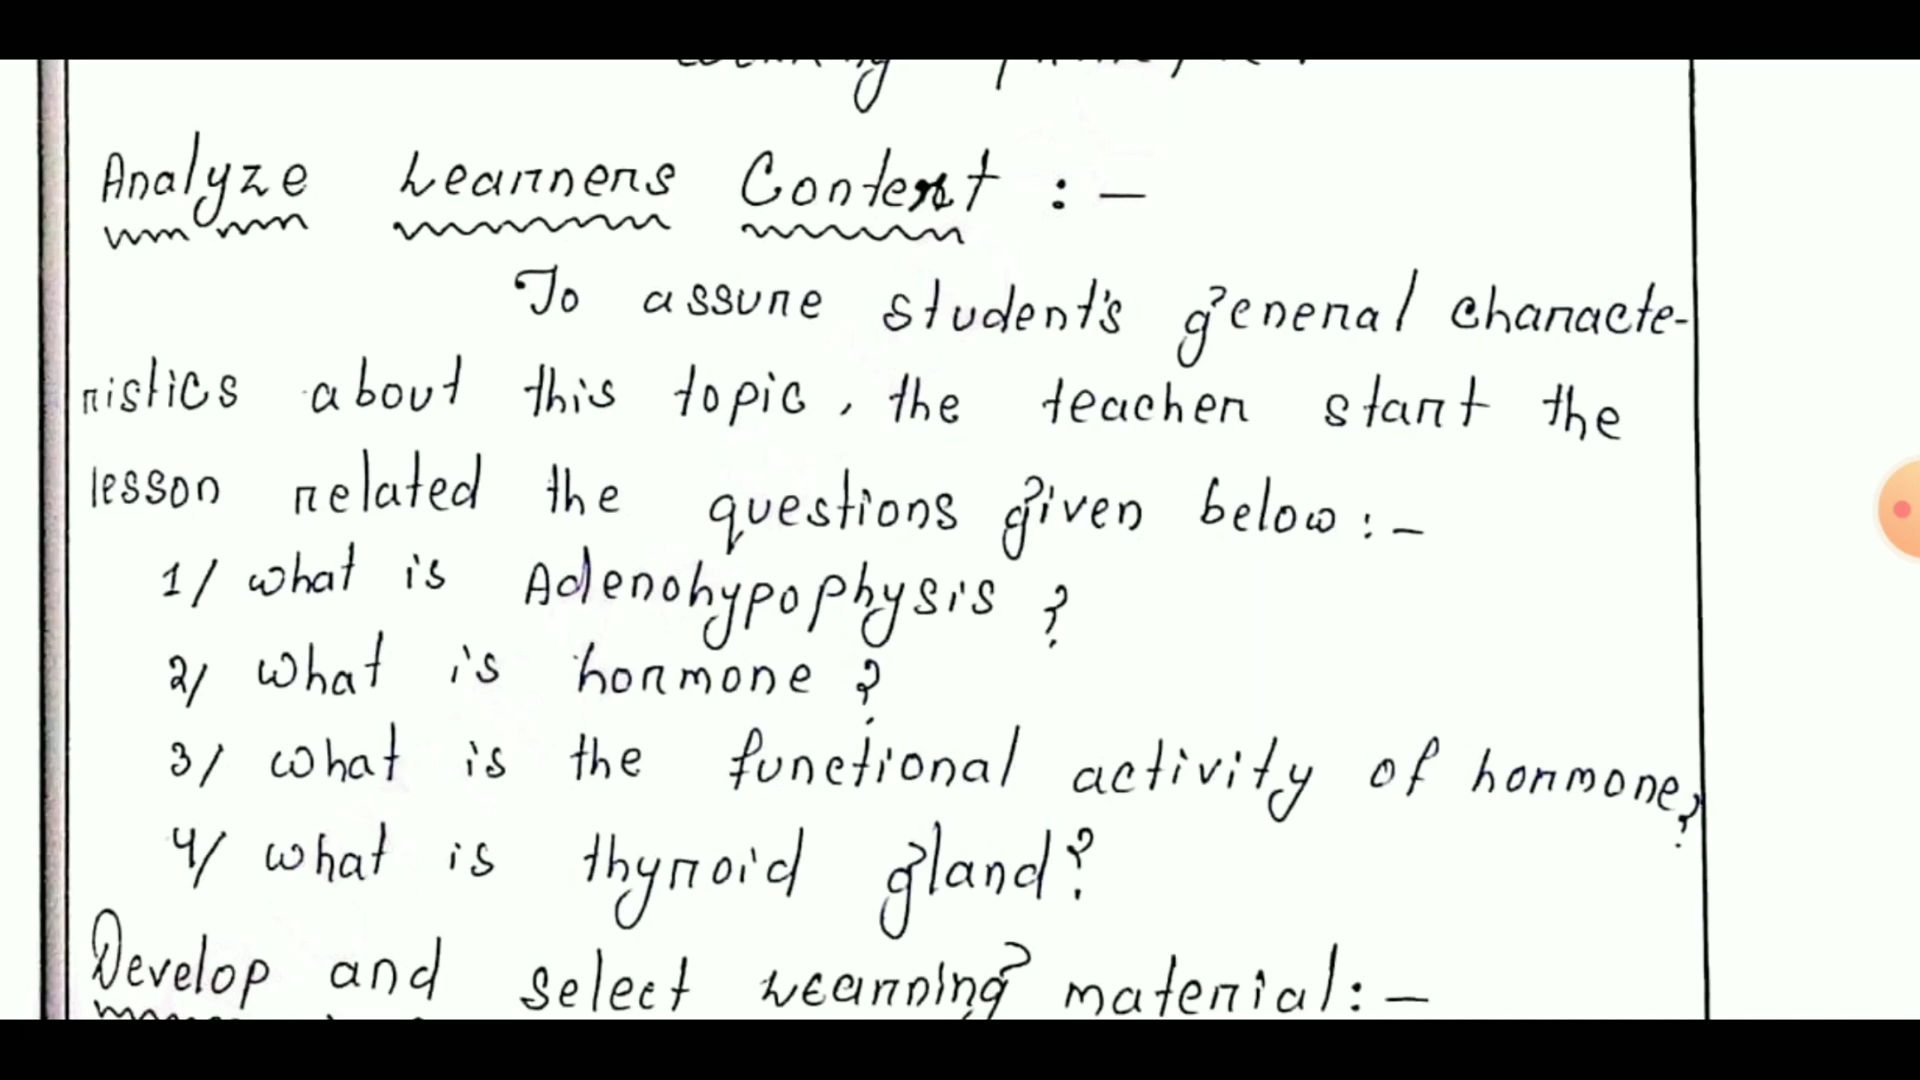 Analyze Learners Context :-
To assure student's general characte-
ristics about this topic, the teacher start the
lesson related the questions given below :-
1/ what is Adenohypophysis ?
2/ what is hormone ?
3/ what is the functional activity of hormone?
4/ what is thyroid gland?
Develop and select Learning material :-